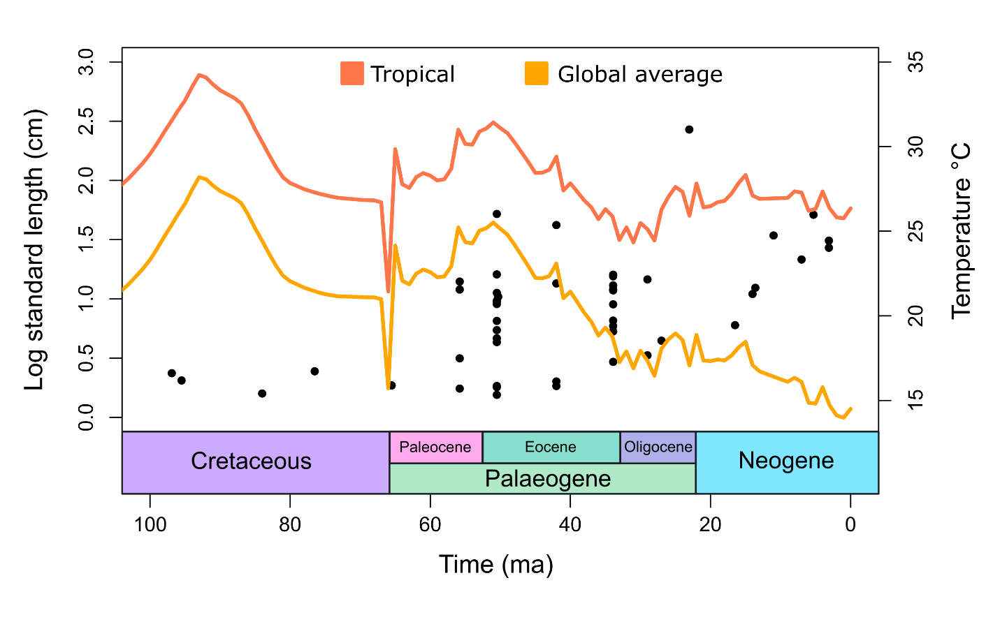 Tropical
Global average
Log standard length (cm)
3.0
2.5
2.0
1.5
1.0
0.5
0.0
35
30
25
20
15
Temperature °C
Cretaceous
Paleocene
Eocene
Oligocene
Palaeogene
Neogene
100 80 60 40 20 0
Time (ma)